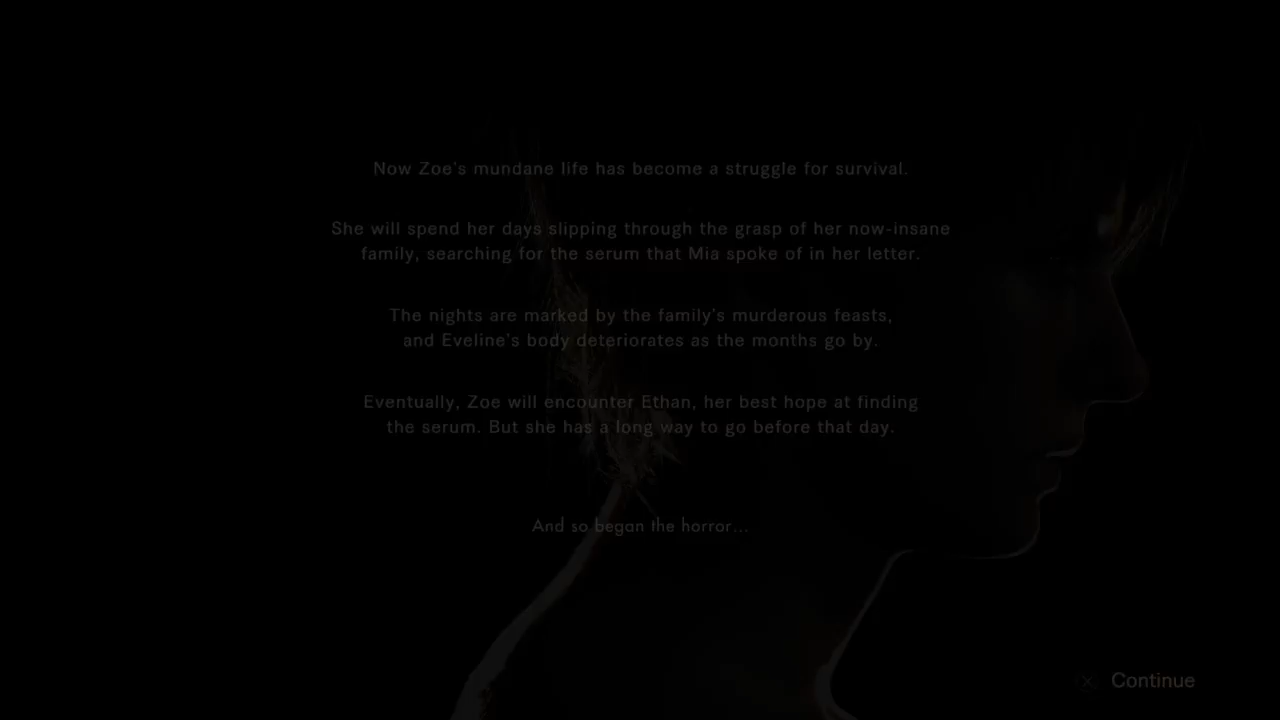 Now Zoe's mundane life has become a struggle for survival.
She will spend her days slipping through the grasp of her now-insane
family, searching for the serum that Mia spoke of in her letter.
The nights are marked by the family's murderous feasts,
and Eveline's body deteriorates as the months go by.
Eventually, Zoe will encounter Ethan, her best hope at finding
the serum. But she has a long way to go before that day.
And so began the horror...
Continue